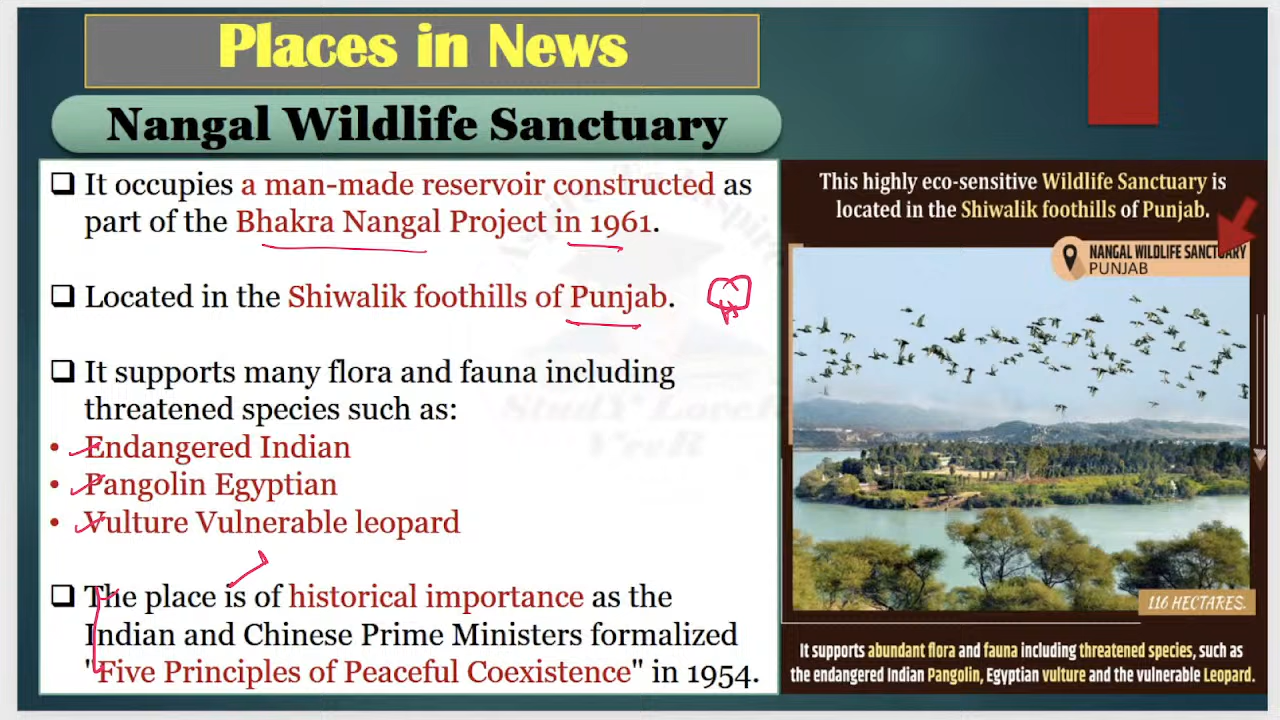 Places in News
Nangal Wildlife Sanctuary
It occupies a man-made reservoir constructed as
part of the Bhakra Nangal Project in 1961.
Located in the Shiwalik foothills of Punjab.
It supports many flora and fauna including
threatened species such as:
• Endangered Indian
• Pangolin Egyptian
• Vulture Vulnerable leopard
The place is of historical importance as the
Indian and Chinese Prime Ministers formalized
"Five Principles of Peaceful Coexistence" in 1954.
This highly eco-sensitive Wildlife Sanctuary is
located in the Shiwalik foothills of Punjab.
NANGAL WILDLIFE SANCTUARY
PUNJAB
116 HECTARES.
It supports abundant flora and fauna including threatened species, such as
the endangered Indian Pangolin, Egyptian vulture and the vulnerable Leopard.
StudY LoveR
VeeR